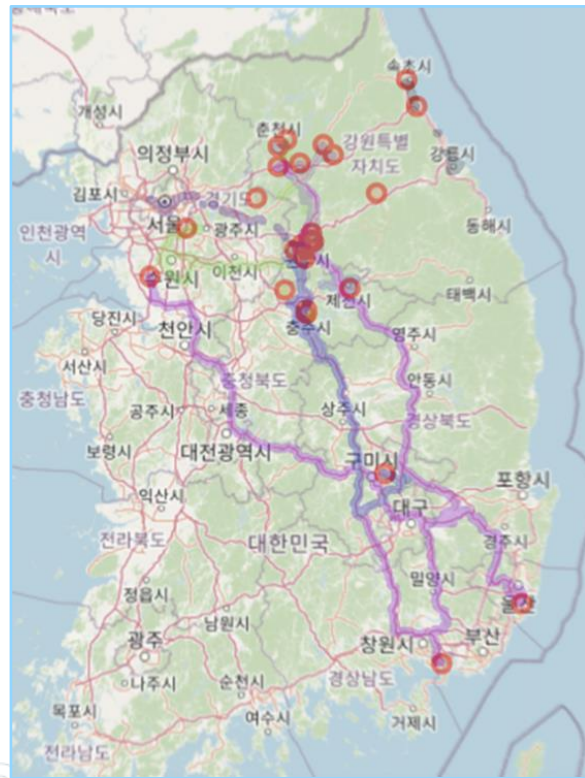 속초시
개성시
춘천시
의정부시
강원특별
자치도
강릉시
김포시
경기도
서울
광주시
동해시
인천광역
시
이천시
제천시
태백시
당진시
천안시
충주시
영주시
서산시
충청북도
안동시
충청남도
공주시
세종
상주시
경상북도
보령시
대전광역시
구미시
포항시
익산시
대구
전라북도
대한민국
경주시
정읍시
밀양시
남원시
광주
창원시
부산
나주시
순천시
경상남도
목포시
여수시
거제시
전라남도